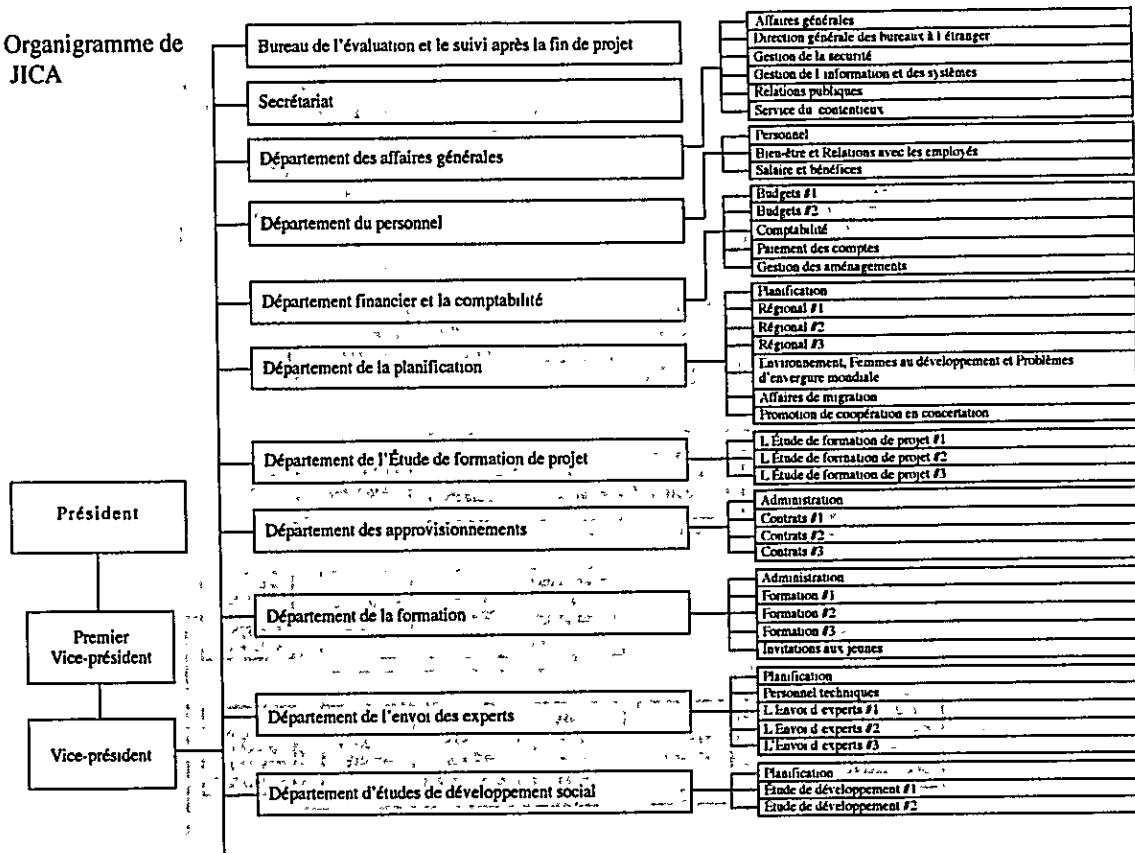 Organigramme de
JICA
Président
Premier
Vice-président
Vice-président
Bureau de l'évaluation et le suivi après la fin de projet
Secrétariat
Département des affaires générales
Affaires générales
Direction générale des bureaux à l étranger
Gestion de la securité
Gestion de l information et des systèmes
Relations publiques
Service du contentieux
Département du personnel
Personnel
Bien-être et Relations avec les employés
Salaire et bénéfices
Département financier et la comptabilité
Budgets #1
Budgets #2
Comptabilité
Paiement des comptes
Gestion des aménagements
Département de la planification
Planification
Régional #1
Régional #2
Régional #3
Environnement, Femmes au développement et Problèmes
d'envergure mondiale
Affaires de migration
Promotion de coopération en concertation
Département de l'Étude de formation de projet
L Étude de formation de projet #1
L Étude de formation de projet #2
L Étude de formation de projet #3
Département des approvisionnements
Administration
Contrats #1
Contrats #2
Contrats #3
Département de la formation
Administration
Formation #1
Formation #2
Formation #3
Invitations aux jeunes
Département de l'envoi des experts
Planification
Personnel techniques
L Envoi d experts #1
L Envoi d experts #2
L'Envoi d experts #3
Département d'études de développement social
Planification
Étude de développement #1
Étude de développement #2